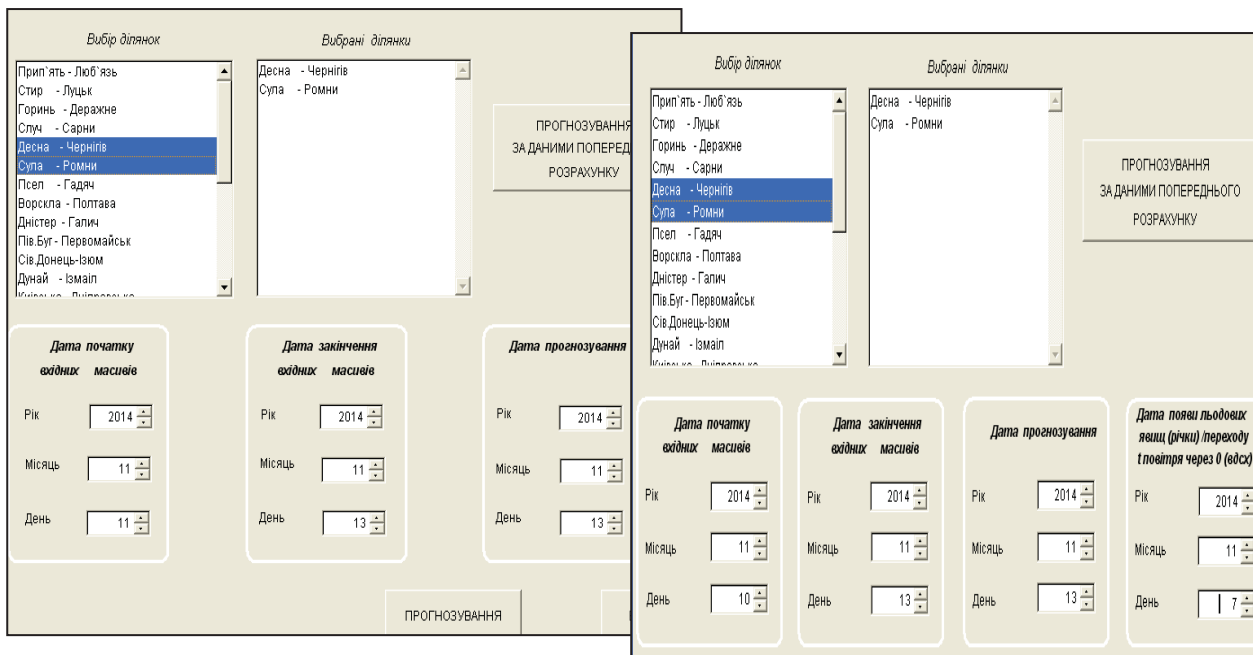 Вибір ділянок
Вибрані ділянки
Прип`ять - Люб`язь
Стир - Луцьк
Горинь - Деражне
Случ - Сарни
Десна - Чернігів
Сула - Ромни
Псел - Гадяч
Ворскла - Полтава
Дністер - Галич
Пів.Буг - Первомайськ
Сів.Донець-Ізюм
Дунай - Ізмаіл
Десна - Чернігів
Сула - Ромни
ПРОГНОЗУВАННЯ
ЗА ДАНИМИ ПОПЕРЕД
РОЗРАХУНКУ
Дата початку
вхідних масивів
Рік 2014
Місяць 11
День 11
Дата закінчення
вхідних масивів
Рік 2014
Місяць 11
День 13
Дата прогнозування
Рік 2014
Місяць 11
День 13
ПРОГНОЗУВАННЯ
Вибір ділянок
Вибрані ділянки
Прип`ять - Люб`язь
Стир - Луцьк
Горинь - Деражне
Случ - Сарни
Десна - Чернігів
Сула - Ромни
Псел - Гадяч
Ворскла - Полтава
Дністер - Галич
Пів.Буг - Первомайськ
Сів.Донець-Ізюм
Дунай - Ізмаіл
Десна - Чернігів
Сула - Ромни
ПРОГНОЗУВАННЯ
ЗА ДАНИМИ ПОПЕРЕДНЬОГО
РОЗРАХУНКУ
Дата початку
вхідних масивів
Рік 2014
Місяць 11
День 10
Дата закінчення
вхідних масивів
Рік 2014
Місяць 11
День 13
Дата прогнозування
Рік 2014
Місяць 11
День 13
Дата появи льодових
явищ (річки) /переходу
t повітря через 0 (вдсх)
Рік 2014
Місяць 11
День 7